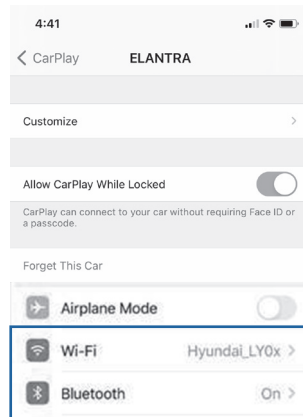 4:41
CarPlay ELANTRA
Customize
Allow CarPlay While Locked
CarPlay can connect to your car without requiring Face ID or
a passcode.
Forget This Car
Airplane Mode
Wi-Fi Hyundai_LY0x
Bluetooth On